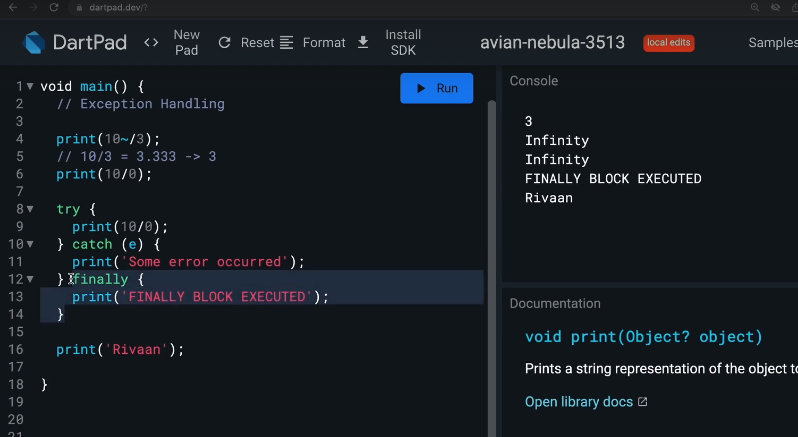 dartpad.dev/?
DartPad
<> New Pad
Reset
Format
Install SDK
avian-nebula-3513
local edits
Samples
1 void main() {
2 // Exception Handling
3
4 print(10~/3);
5 // 10/3 = 3.333 -> 3
6 print(10/0);
7
8 try {
9 print(10/0);
10 } catch (e) {
11 print('Some error occurred');
12 } finally {
13 print('FINALLY BLOCK EXECUTED');
14 }
15
16 print('Rivaan');
17
18 }
19
20
21
Run
Console
3
Infinity
Infinity
FINALLY BLOCK EXECUTED
Rivaan
Documentation
void print(Object? object)
Prints a string representation of the object to
Open library docs